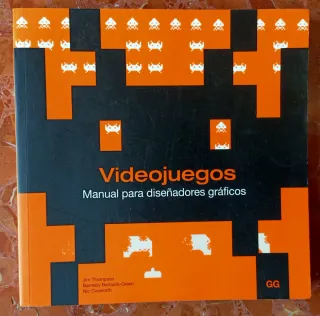 Videojuegos
Manual para diseñadores gráficos
Jim Thompson
Barnaby Berbank-Green
Nic Cusworth
GG